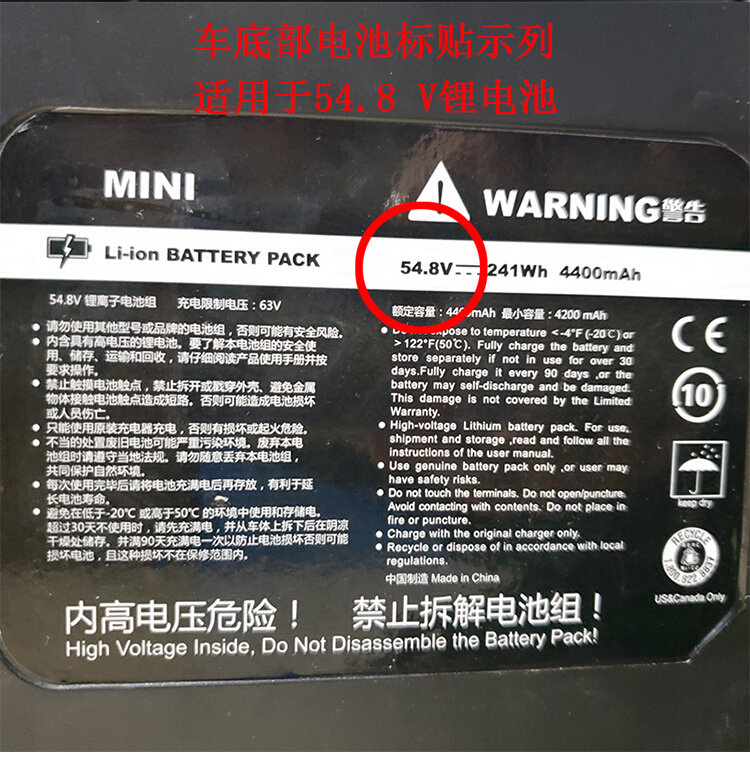 车底部电池标贴示列
适用于54.8 V锂电池
MINI
WARNING警告
Li-ion BATTERY PACK
54.8V 241Wh 4400mAh
54.8V 锂离子电池组 充电限制电压：63V
● 请勿使用其他型号或品牌的电池组，否则可能有安全风险。
● 内含具有高电压的锂电池。要了解本电池组的安全使
用、储存、运输和回收，请仔细阅读产品使用手册并按
要求操作。
● 禁止触摸电池触点，禁止拆开或戳穿外壳、避免金属
物体接触电池触点造成短路。否则可能造成电池损坏
或人员伤亡。
● 只能使用原装充电器充电，否则有损坏或起火危险。
● 不当的处置废旧电池可能严重污染环境。废弃本电
池组时请遵守当地法规。请勿随意丢弃本电池组，
共同保护自然环境。
● 每次使用完毕后请将电池充满电后再存放，有利于延
长电池寿命。
● 避免在低于-20℃ 或高于50℃ 的环境中使用和存储电。
超过30天不使用时，请先充满电，并从车体上拆下后在阴凉
干燥处储存。并满90天充满电一次以防止电池损坏否则可能
损坏电池，且这种损坏不在保修范围内。
额定容量：4400mAh 最小容量：4200 mAh
● Do not expose to temperature <-4°F (-20℃) or
>122°F(50℃). Fully charge the battery and
store separately if not in use for over 30
days.Fully charge it every 90 days ,or the
battery may self-discharge and be damaged.
This damage is not covered by the Limited
Warranty.
● High-voltage Lithium battery pack. For use,
shipment and storage ,read and follow all the
instructions of the user manual.
● Use genuine battery pack only ,or user may
have safety risks.
● Do not touch the terminals. Do not open/puncture.
Avoid contacting with contents. Do not place in
fire or puncture.
● Charge with the original charger only.
● Recycle or dispose of in accordance with local
regulations.
中国制造 Made in China
CE
10
keep dry
RECYCLE
1.800.822.8837
US&Canada Only
内高电压危险！ 禁止拆解电池组！
High Voltage Inside, Do Not Disassemble the Battery Pack!